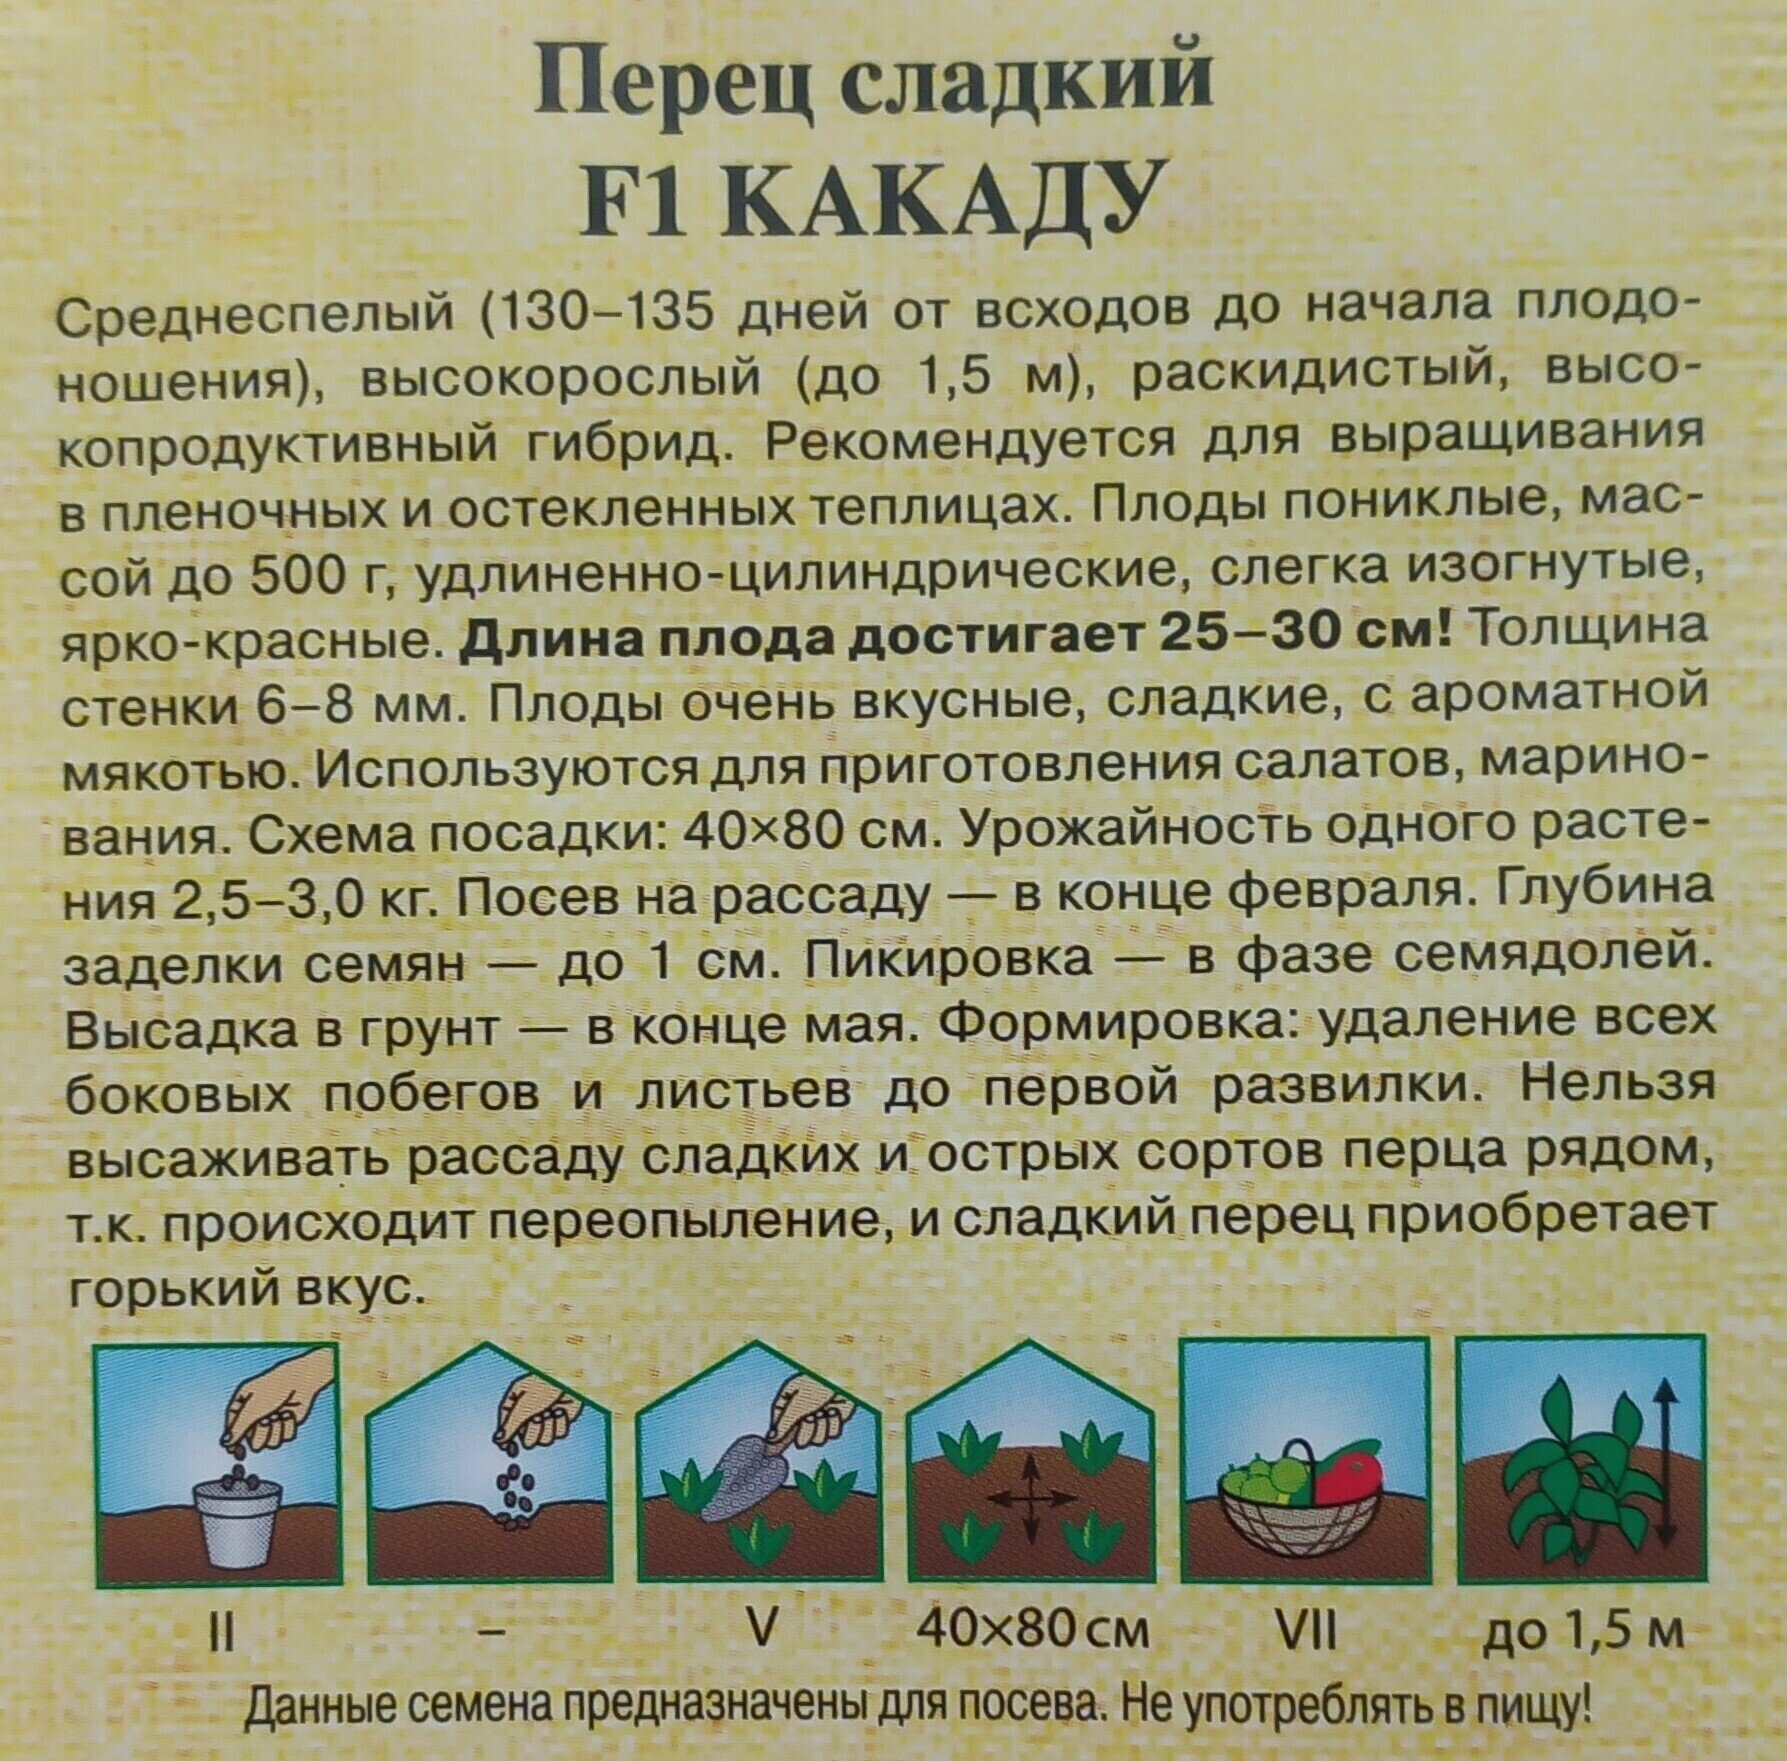 Перец сладкий
F1 КАКАДУ
Среднеспелый (130–135 дней от всходов до начала плодо-
ношения), высокорослый (до 1,5 м), раскидистый, высо-
копродуктивный гибрид. Рекомендуется для выращивания
в пленочных и остекленных теплицах. Плоды пониклые, мас-
сой до 500 г, удлиненно-цилиндрические, слегка изогнутые,
ярко-красные. Длина плода достигает 25–30 см! Толщина
стенки 6–8 мм. Плоды очень вкусные, сладкие, с ароматной
мякотью. Используются для приготовления салатов, марино-
вания. Схема посадки: 40×80 см. Урожайность одного расте-
ния 2,5–3,0 кг. Посев на рассаду — в конце февраля. Глубина
заделки семян — до 1 см. Пикировка — в фазе семядолей.
Высадка в грунт — в конце мая. Формировка: удаление всех
боковых побегов и листьев до первой развилки. Нельзя
высаживать рассаду сладких и острых сортов перца рядом,
т.к. происходит переопыление, и сладкий перец приобретает
горький вкус.
II – V 40×80 см VII до 1,5 м
Данные семена предназначены для посева. Не употреблять в пищу!